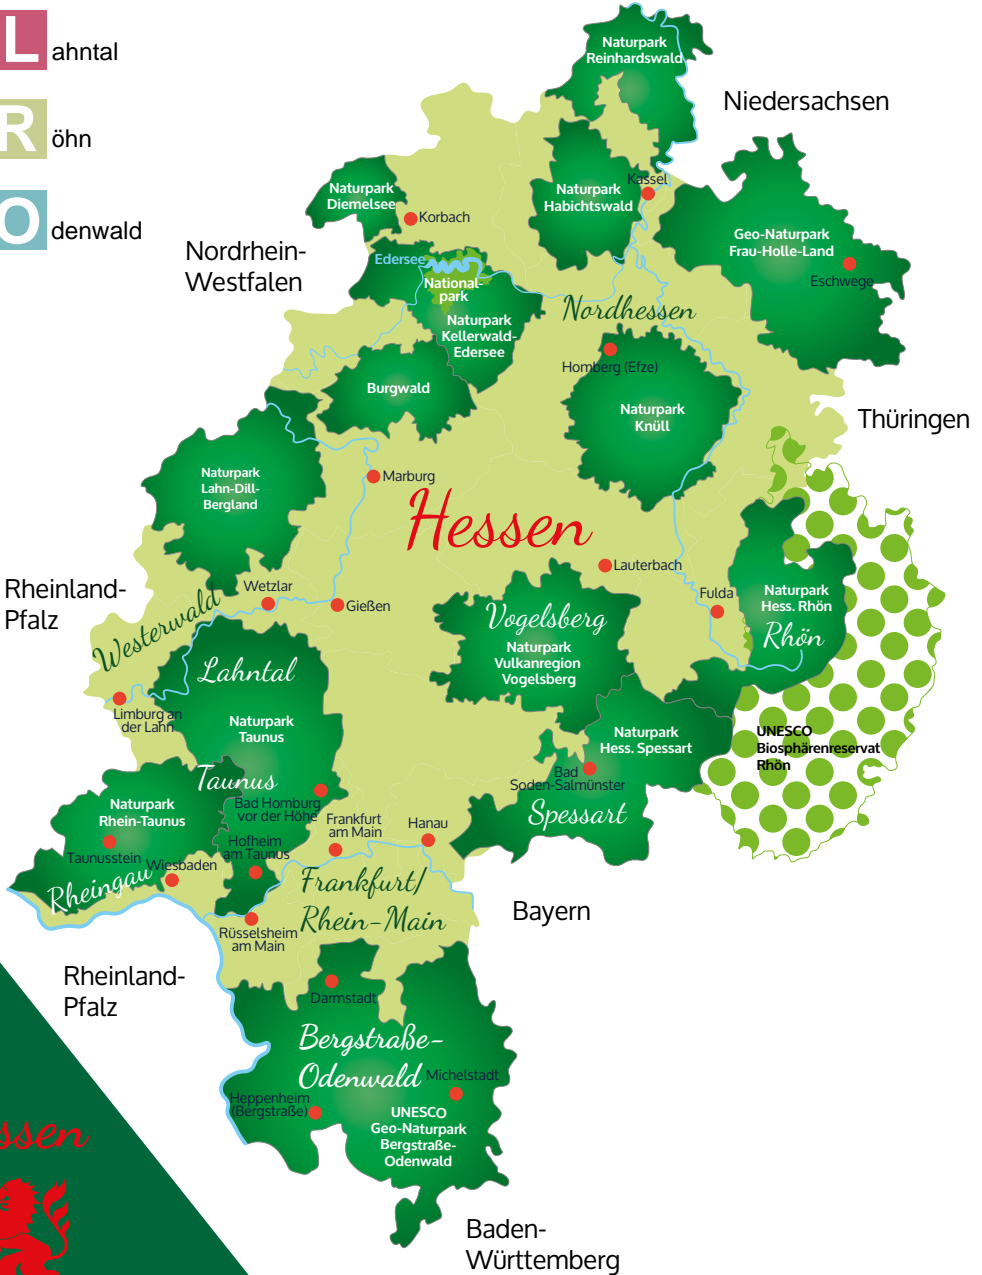 L ahntal
R öhn
O denwald
Naturpark
Reinhardswald
Niedersachsen
Naturpark
Diemelsee
Korbach
Naturpark
Habichtswald
Kassel
Geo-Naturpark
Frau-Holle-Land
Eschwege
Nordrhein-
Westfalen
Edersee
National-
park
Naturpark
Kellerwald-
Edersee
Nordhessen
Homberg (Efze)
Burgwald
Naturpark
Knüll
Thüringen
Naturpark
Lahn-Dill-
Bergland
Marburg
Hessen
Lauterbach
Rheinland-
Pfalz
Wetzlar
Gießen
Westerwald
Vogelsberg
Naturpark
Vulkanregion
Vogelsberg
Fulda
Naturpark
Hess. Rhön
Rhön
Lahntal
Limburg an
der Lahn
Naturpark
Taunus
Naturpark
Hess. Spessart
UNESCO
Biosphärenreservat
Rhön
Taunus
Bad
Soden-Salmünster
Spessart
Naturpark
Rhein-Taunus
Bad Homburg
vor der Höhe
Frankfurt
am Main
Hanau
Taunusstein
Hofheim
am Taunus
Wiesbaden
Rheingau
Frankfurt/
Rhein-Main
Bayern
Rüsselsheim
am Main
Rheinland-
Pfalz
Darmstadt
Bergstraße-
Odenwald
Michelstadt
Heppenheim
(Bergstraße)
UNESCO
Geo-Naturpark
Bergstraße-
Odenwald
ssen
Baden-
Württemberg